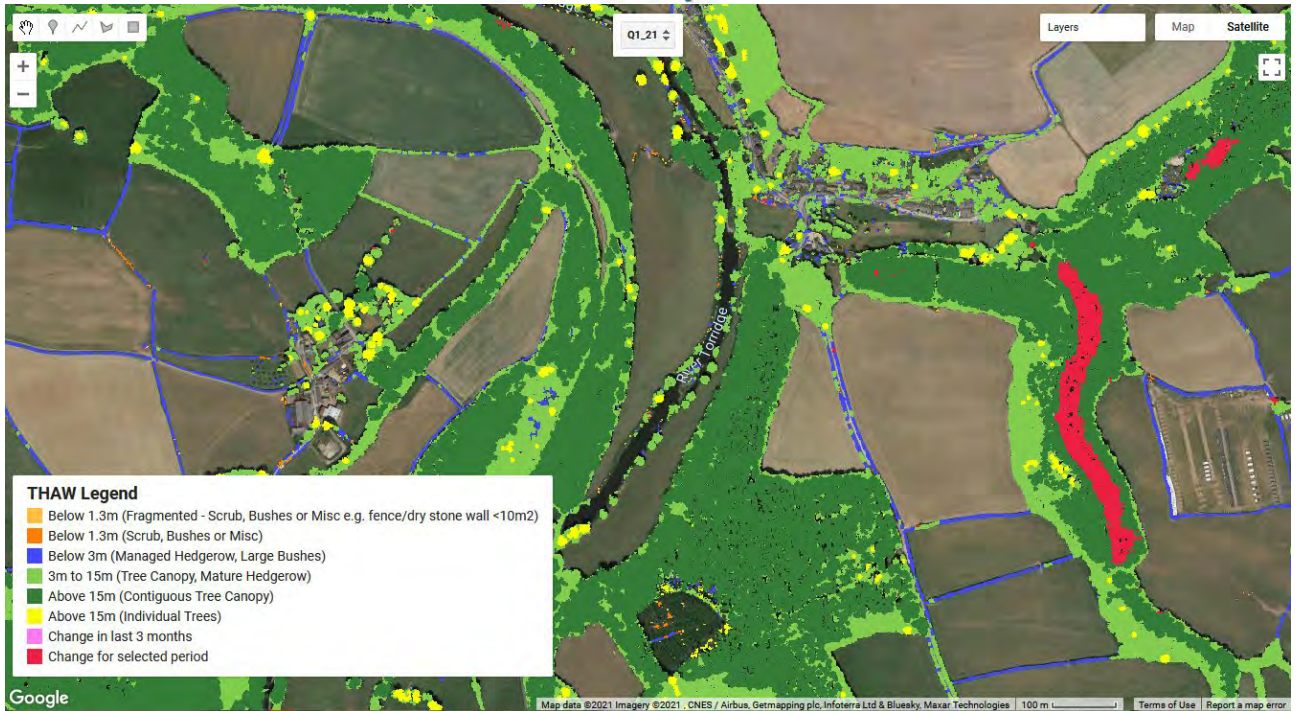 Q1_21
Layers
Map
Satellite
+
−
River Torridge
THAW Legend
Below 1.3m (Fragmented - Scrub, Bushes or Misc e.g. fence/dry stone wall <10m2)
Below 1.3m (Scrub, Bushes or Misc)
Below 3m (Managed Hedgerow, Large Bushes)
3m to 15m (Tree Canopy, Mature Hedgerow)
Above 15m (Contiguous Tree Canopy)
Above 15m (Individual Trees)
Change in last 3 months
Change for selected period
Google
Map data ©2021 Imagery ©2021 , CNES / Airbus, Getmapping plc, Infoterra Ltd & Bluesky, Maxar Technologies
100 m
Terms of Use
Report a map error